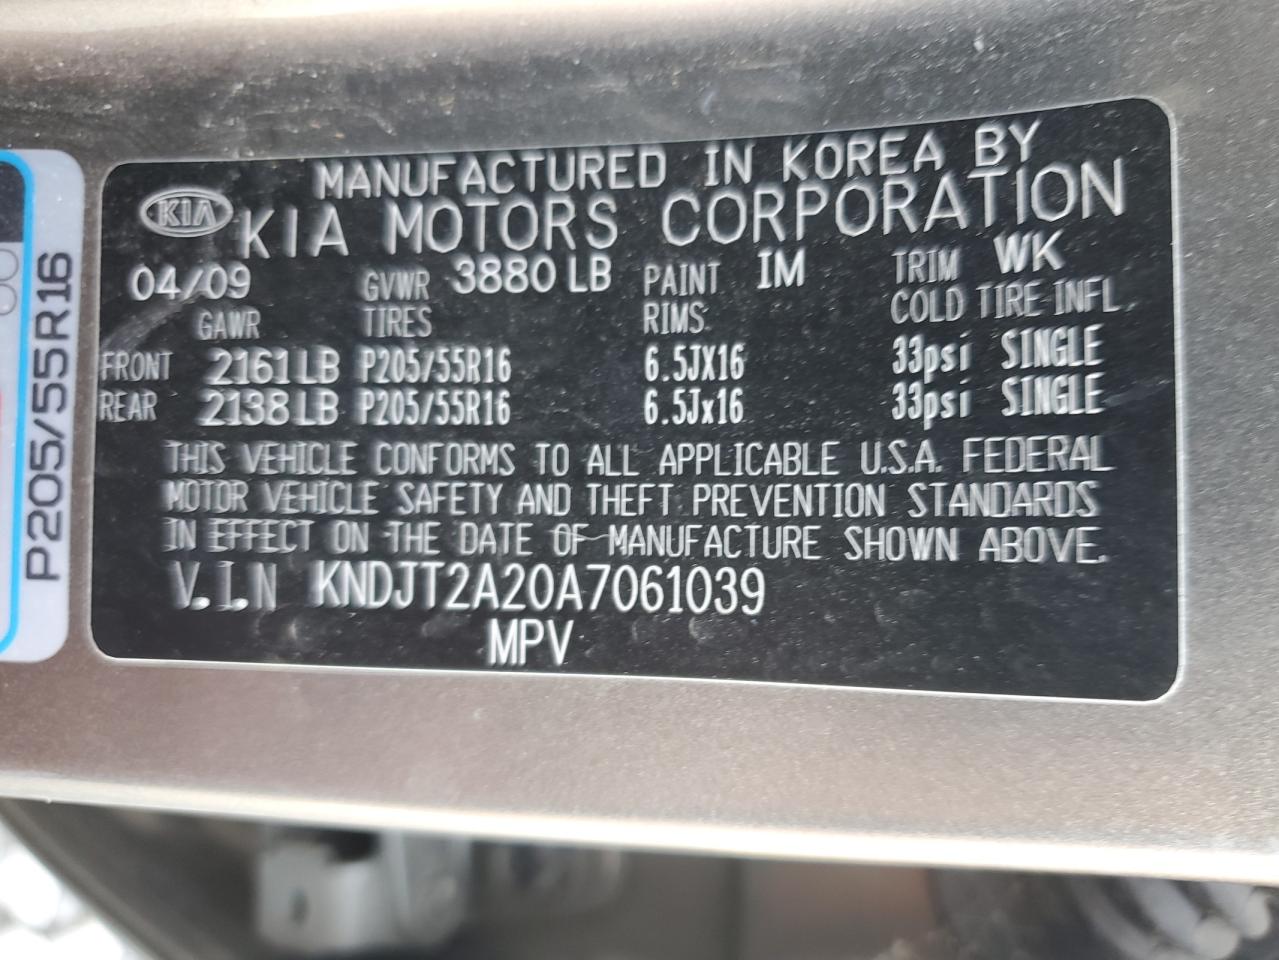 MANUFACTURED IN KOREA BY
KIA KIA MOTORS CORPORATION
04/09 GVWR 3880 LB PAINT IM TRIM WK
GAWR TIRES RIMS COLD TIRE INFL.
FRONT 2161 LB P205/55R16 6.5JX16 33psi SINGLE
REAR 2138 LB P205/55R16 6.5Jx16 33psi SINGLE
THIS VEHICLE CONFORMS TO ALL APPLICABLE U.S.A. FEDERAL
MOTOR VEHICLE SAFETY AND THEFT PREVENTION STANDARDS
IN EFFECT ON THE DATE OF MANUFACTURE SHOWN ABOVE.
V.I.N KNDJT2A20A7061039
MPV
P205/55R16